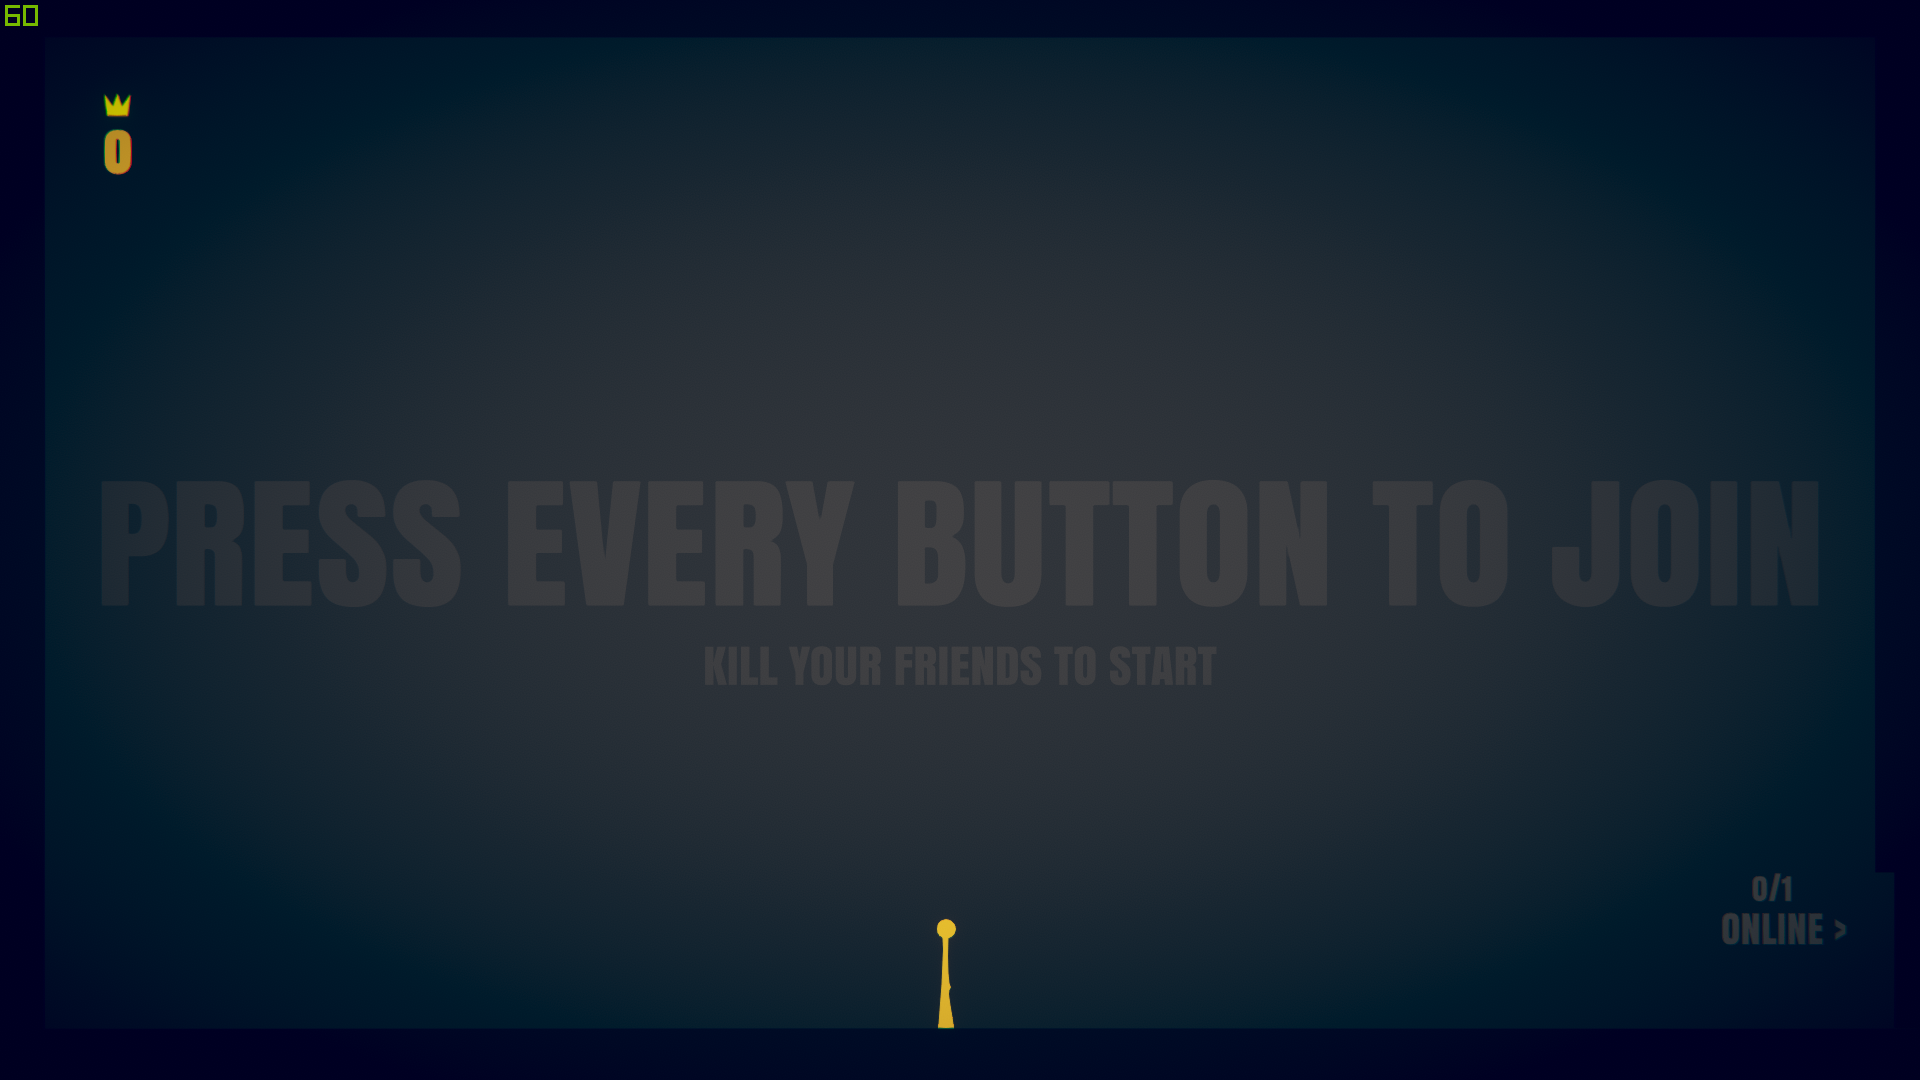 60
0
PRESS EVERY BUTTON TO JOIN
KILL YOUR FRIENDS TO START
0/1
ONLINE >